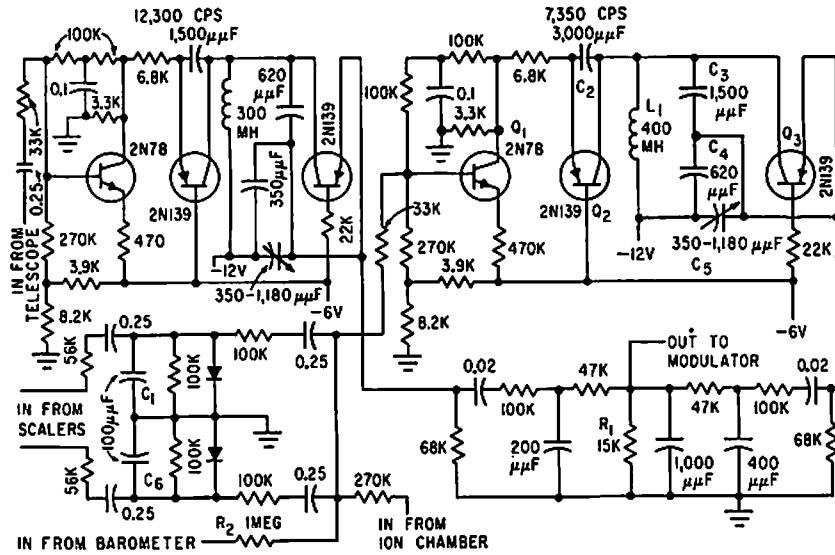 12,300 CPS
1,500μμF
7,350 CPS
3,000μμF
100K
6.8K
620 μμF
300 MH
2N139
0.1
3.3K
33K
0.25
2N78
2N139
350μμF
270K
470
22K
3.9K
-12V
350-1,180μμF
-6V
8.2K
IN FROM TELESCOPE
100K
100K
6.8K
C2
0.1
3.3K
Q1
2N78
L1
400 MH
C3
1,500 μμF
C4
620 μμF
Q3
2N139
2N139
Q2
33K
270K
470K
3.9K
-12V
350-1,180μμF
C5
22K
-6V
8.2K
56K
0.25
100K
0.25
100K
C1
IN FROM SCALERS
100μμF
C6
100K
56K
0.25
100K
0.25
270K
IN FROM BAROMETER
R2 1MEG
IN FROM ION CHAMBER
OUT TO MODULATOR
0.02
100K
47K
47K
100K
0.02
68K
200 μμF
R1
15K
1,000 μμF
400 μμF
68K